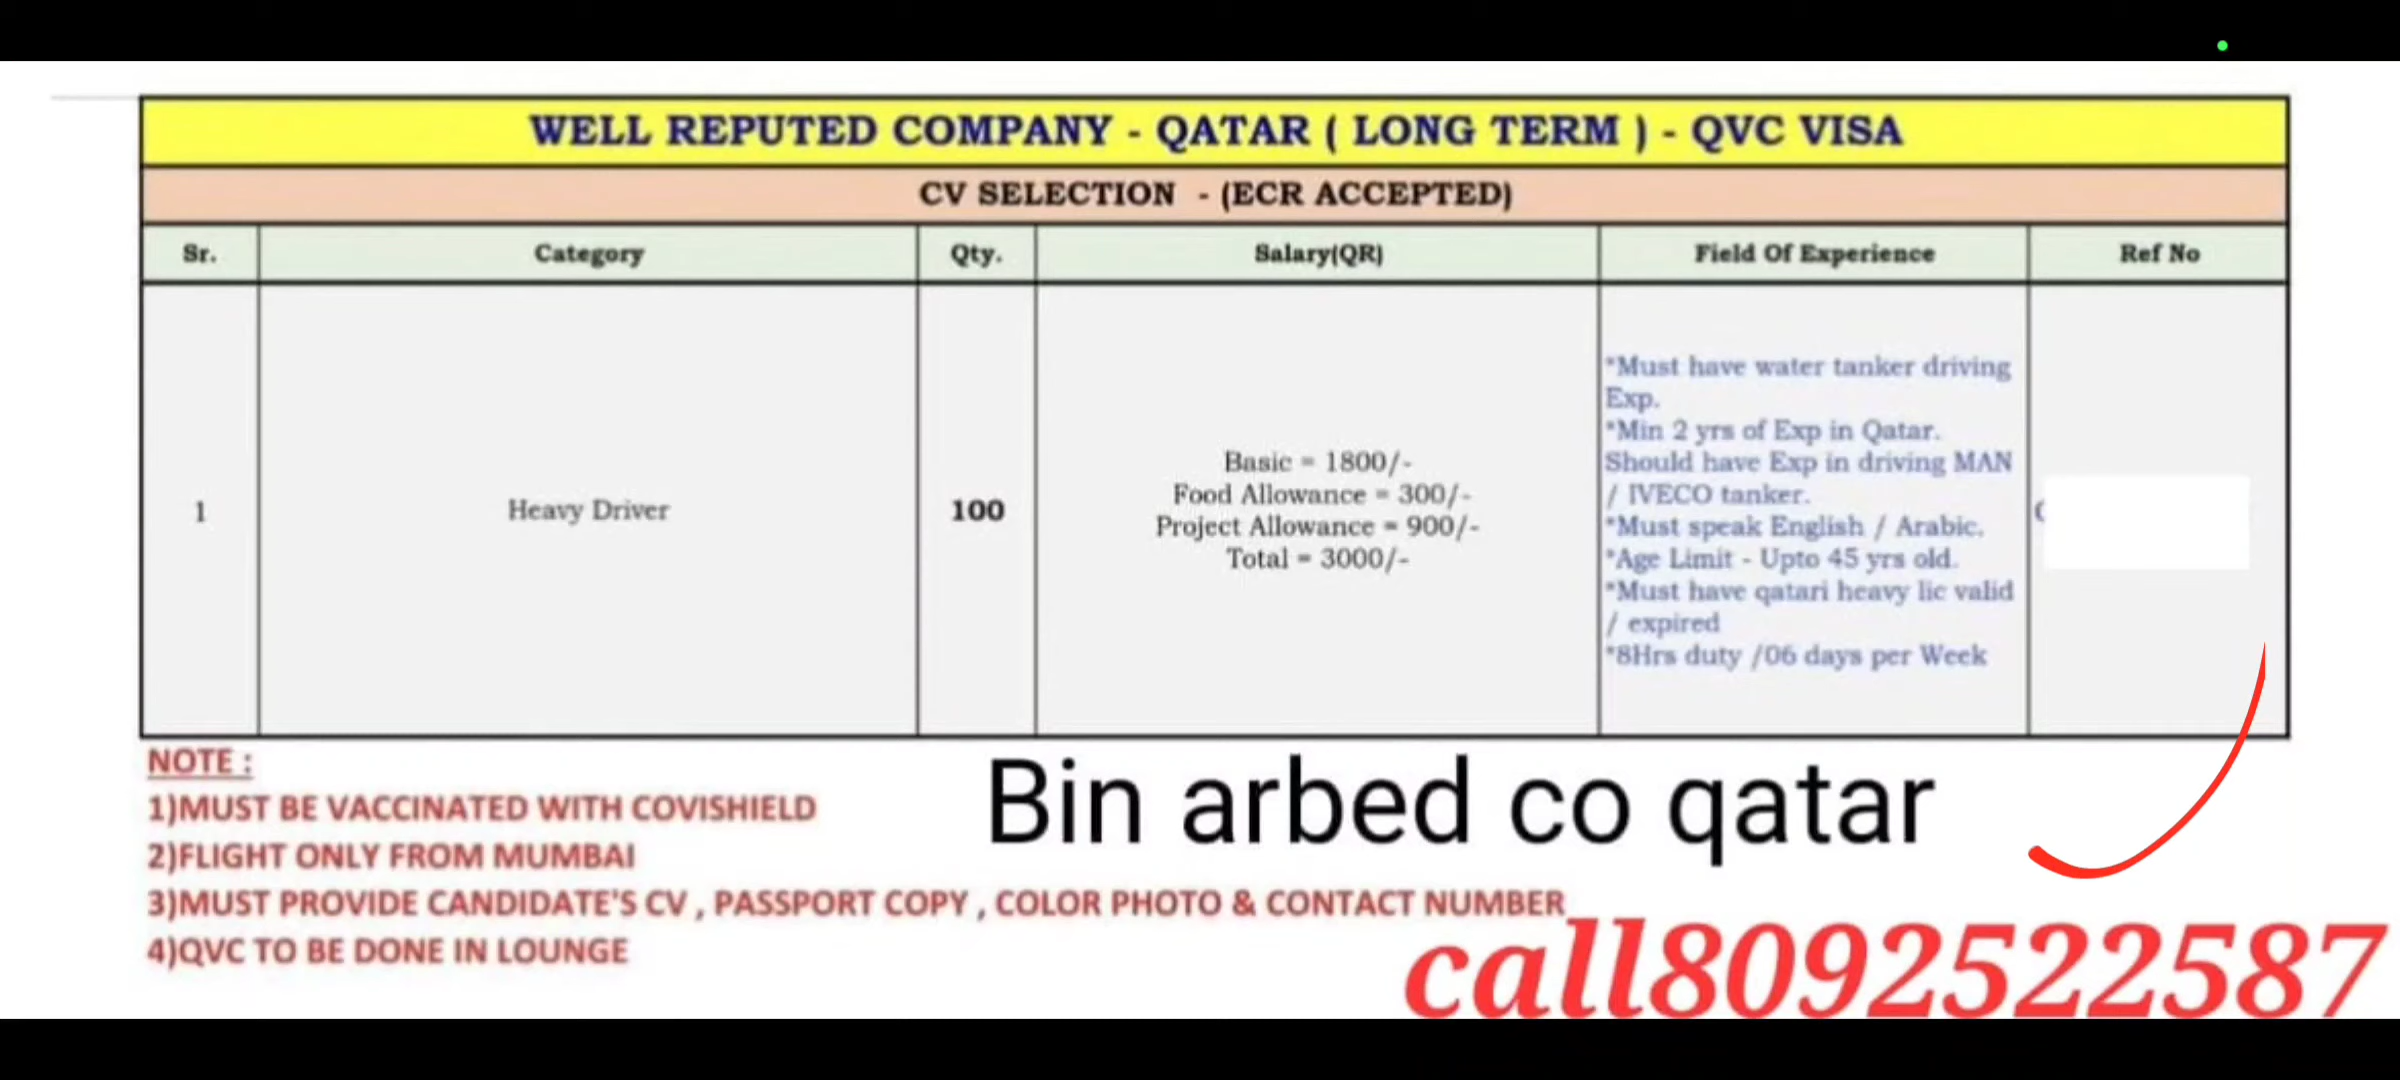 WELL REPUTED COMPANY - QATAR ( LONG TERM ) - QVC VISA
CV SELECTION - (ECR ACCEPTED)
Sr. Category Qty. Salary(QR) Field Of Experience Ref No
1 Heavy Driver 100
Basic = 1800/-
Food Allowance = 300/-
Project Allowance = 900/-
Total = 3000/-
*Must have water tanker driving
Exp.
*Min 2 yrs of Exp in Qatar.
Should have Exp in driving MAN
/ IVECO tanker.
*Must speak English / Arabic.
*Age Limit - Upto 45 yrs old.
*Must have qatari heavy lic valid
/ expired
*8Hrs duty /06 days per Week
NOTE :
1)MUST BE VACCINATED WITH COVISHIELD
2)FLIGHT ONLY FROM MUMBAI
3)MUST PROVIDE CANDIDATE'S CV , PASSPORT COPY , COLOR PHOTO & CONTACT NUMBER
4)QVC TO BE DONE IN LOUNGE
Bin arbed co qatar
call8092522587